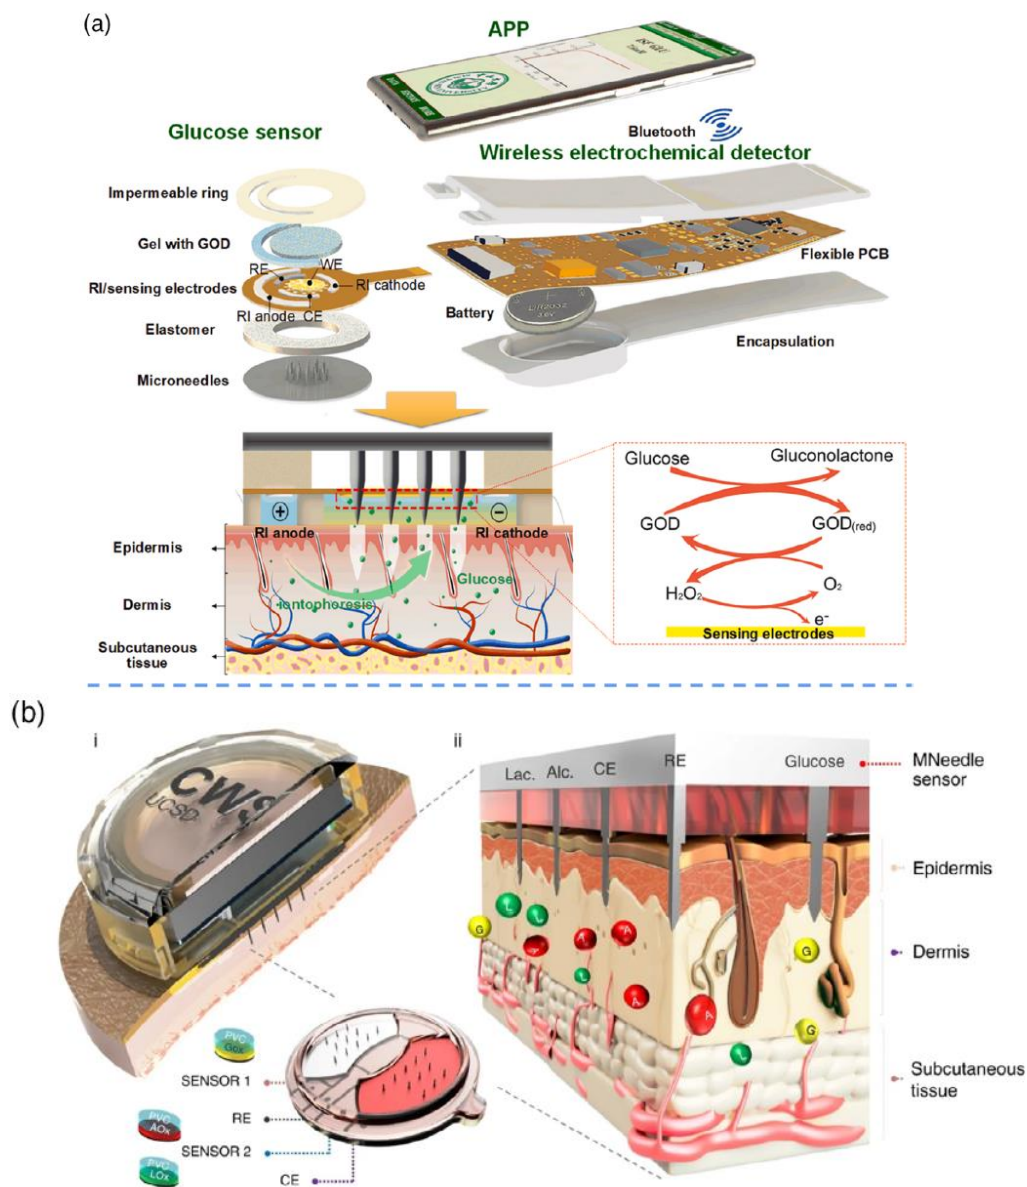 (a)
APP
Bluetooth
Glucose sensor
Wireless electrochemical detector
Impermeable ring
Gel with GOD
Flexible PCB
RE
WE
RI/sensing electrodes
RI cathode
RI anode
CE
Battery
Elastomer
Encapsulation
Microneedles
Glucose
Gluconolactone
GOD
GOD(red)
H2O2
O2
e-
Sensing electrodes
+
−
RI anode
RI cathode
Epidermis
Glucose
iontophoresis
Dermis
Subcutaneous
tissue
(b)
i
ii
CWS
UCSD
Lac.
Alc.
CE
RE
Glucose
MNeedle
sensor
Epidermis
Dermis
Subcutaneous
tissue
G
L
L
A
A
A
L
A
G
A
G
L
PVC
GOx
SENSOR 1
RE
PVC
AOx
SENSOR 2
PVC
LOx
CE